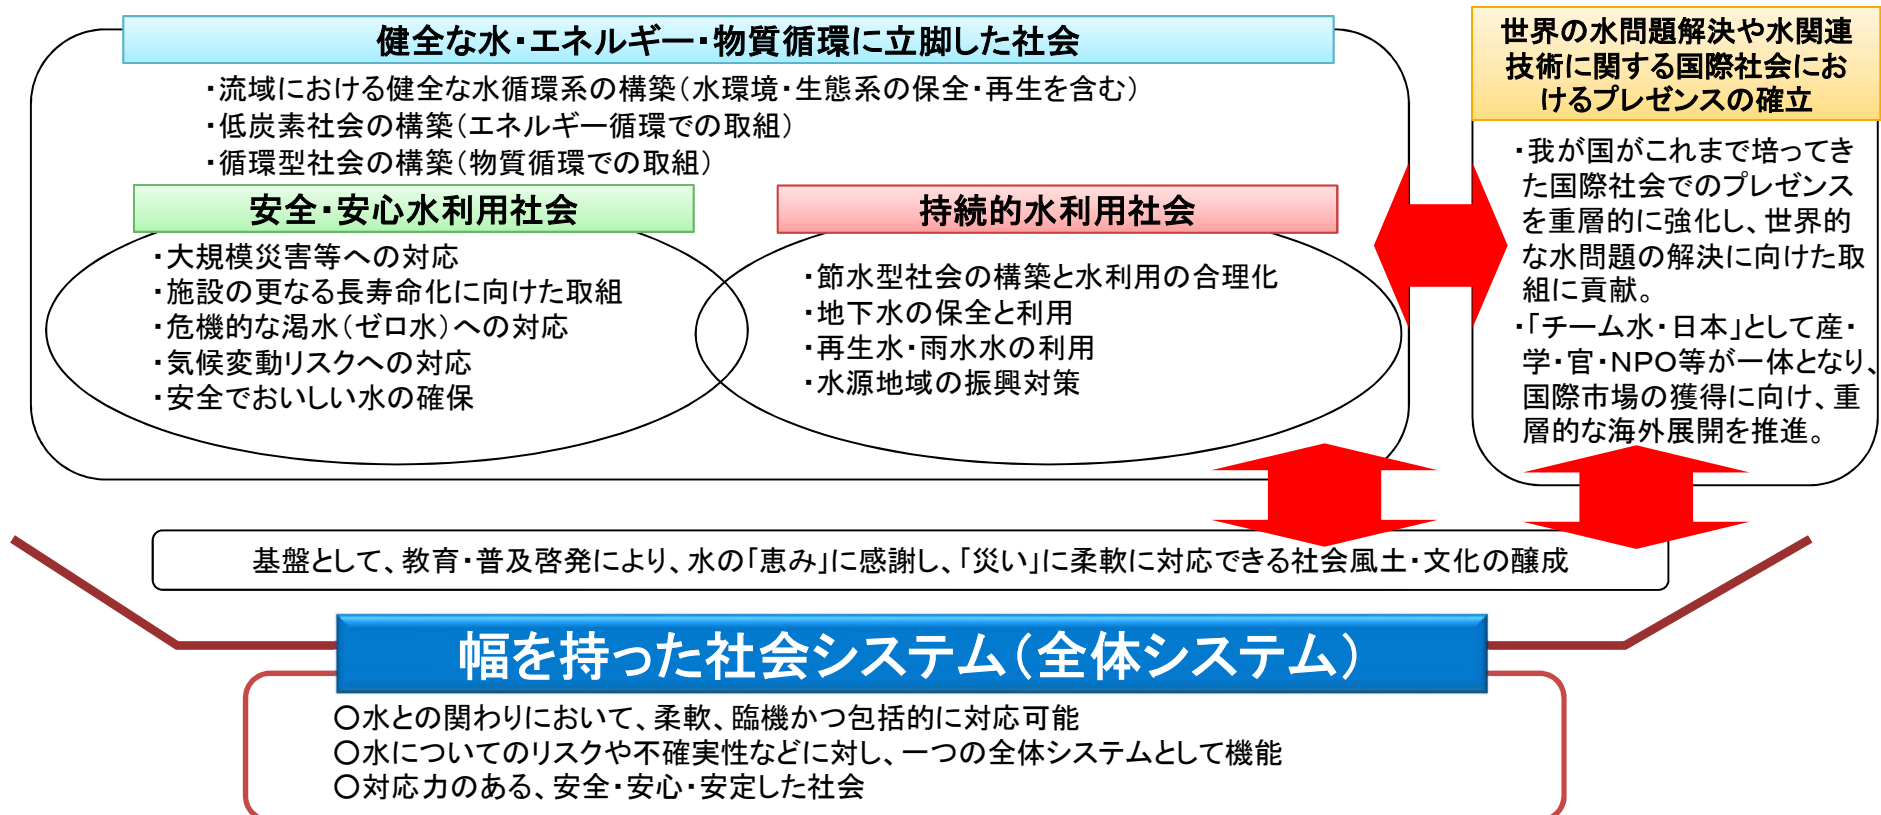 健全な水・エネルギー・物質循環に立脚した社会
・流域における健全な水循環系の構築（水環境・生態系の保全・再生を含む）
・低炭素社会の構築（エネルギー循環での取組）
・循環型社会の構築（物質循環での取組）
安全・安心水利用社会
・大規模災害等への対応
・施設の更なる長寿命化に向けた取組
・危機的な渇水（ゼロ水）への対応
・気候変動リスクへの対応
・安全でおいしい水の確保
持続的水利用社会
・節水型社会の構築と水利用の合理化
・地下水の保全と利用
・再生水・雨水水の利用
・水源地域の振興対策
世界の水問題解決や水関連
技術に関する国際社会にお
けるプレゼンスの確立
・我が国がこれまで培ってき
た国際社会でのプレゼンス
を重層的に強化し、世界的
な水問題の解決に向けた取
組に貢献。
・「チーム水・日本」として産・
学・官・NPO等が一体となり、
国際市場の獲得に向け、重
層的な海外展開を推進。
基盤として、教育・普及啓発により、水の「恵み」に感謝し、「災い」に柔軟に対応できる社会風土・文化の醸成
幅を持った社会システム（全体システム）
○水との関わりにおいて、柔軟、臨機かつ包括的に対応可能
○水についてのリスクや不確実性などに対し、一つの全体システムとして機能
○対応力のある、安全・安心・安定した社会